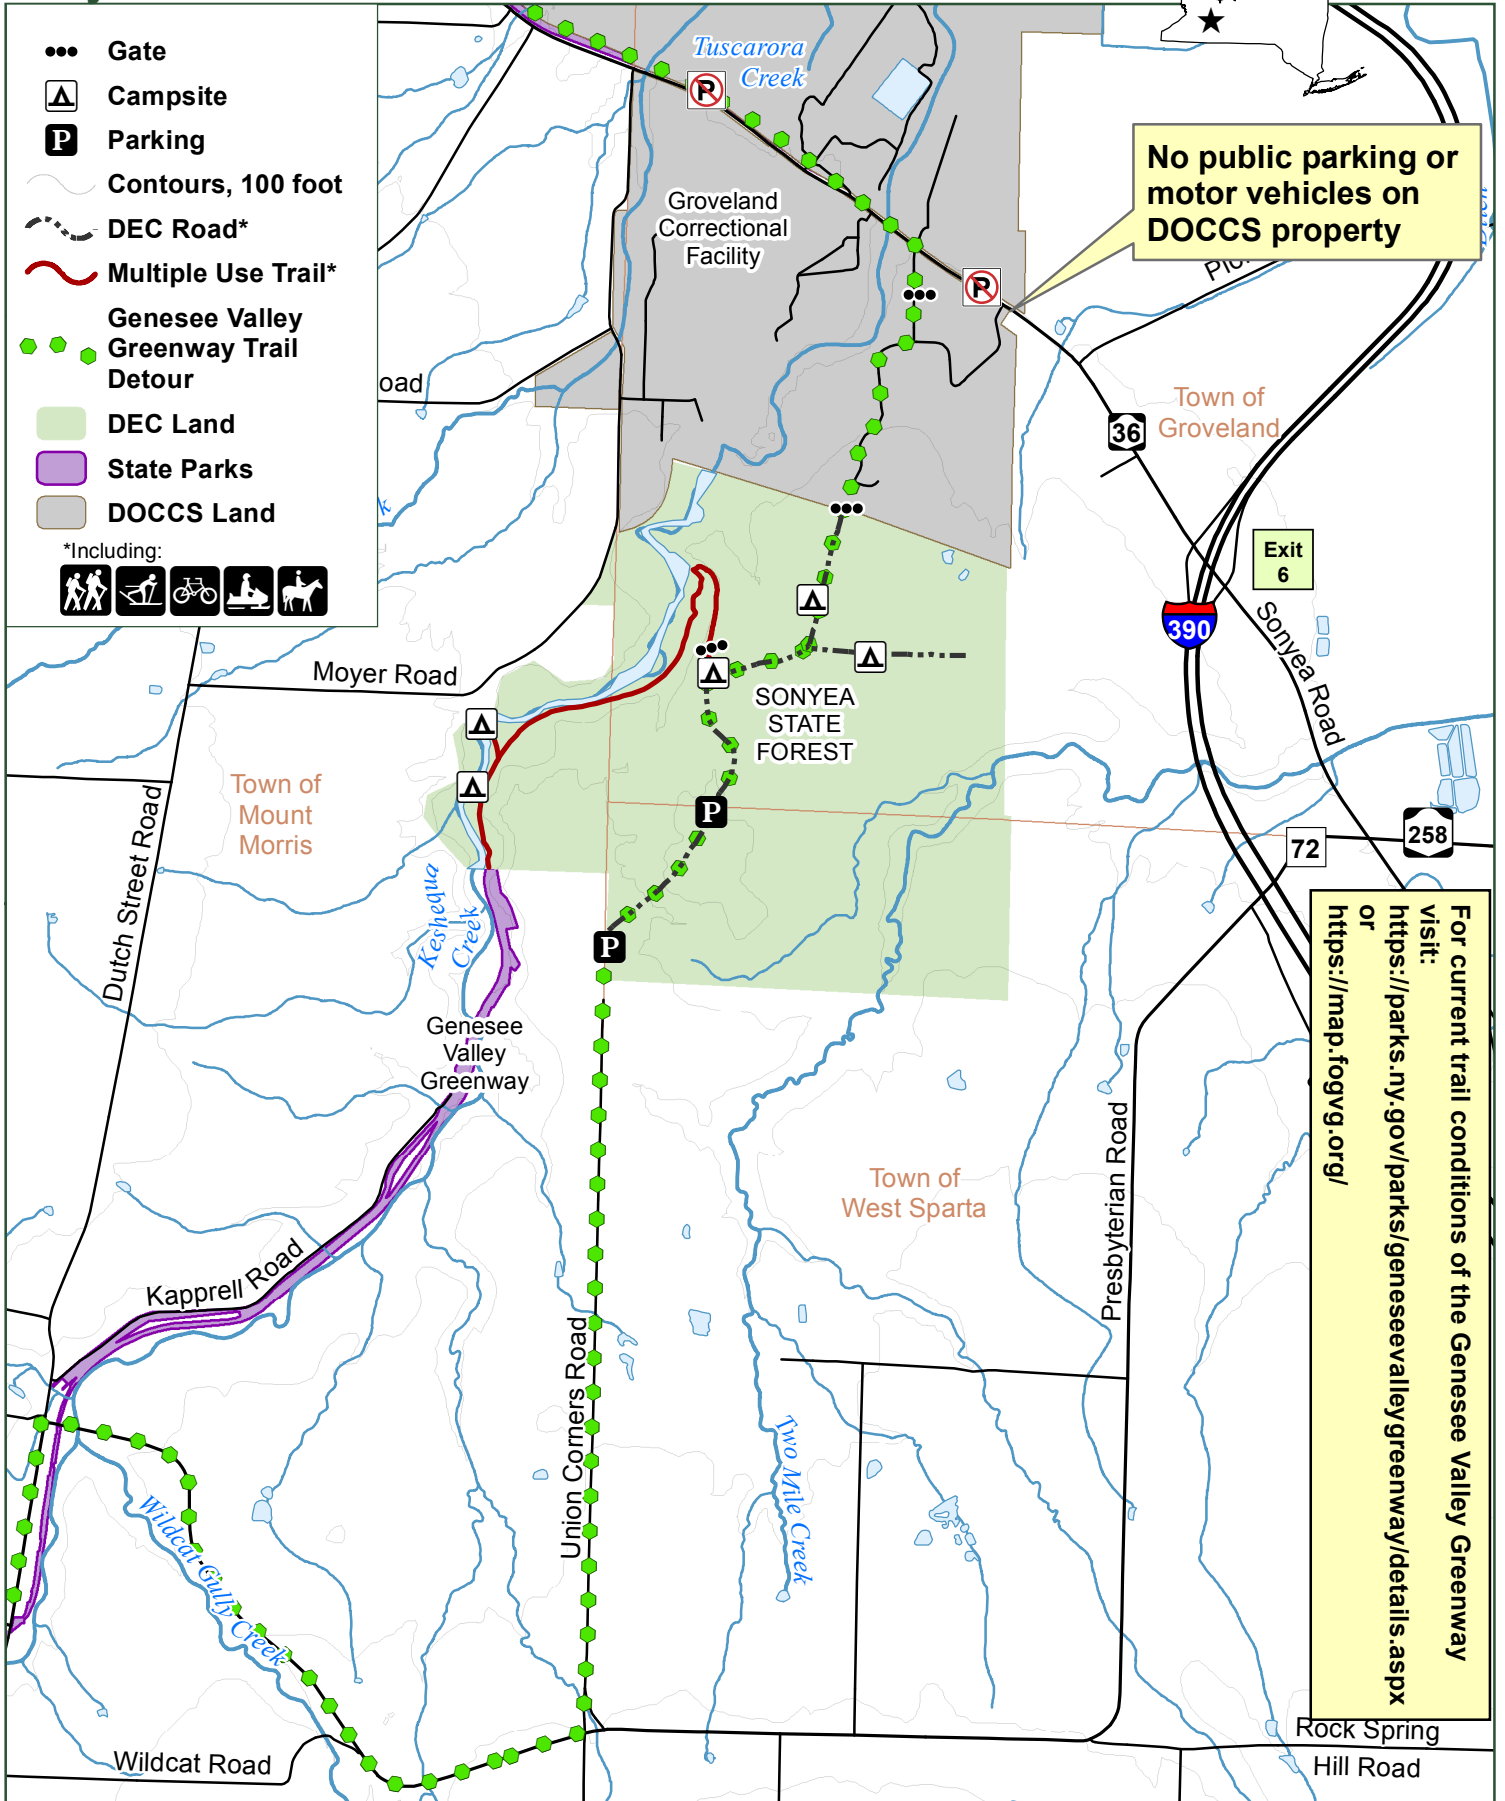 Gate
Campsite
P
Parking
Contours, 100 foot
DEC Road*
Multiple Use Trail*
Genesee Valley
Greenway Trail
Detour
DEC Land
State Parks
DOCCS Land
*Including:
Tuscarora
Creek
P
Groveland
Correctional
Facility
P
No public parking or
motor vehicles on
DOCCS property
oad
k
Town of
Groveland
36
Exit
6
390
Sonyea Road
Moyer Road
SONYEA
STATE
FOREST
P
P
Town of
Mount
Morris
Dutch Street Road
Keshequa
Creek
72
258
Genesee
Valley
Greenway
Town of
West Sparta
Presbyterian Road
Kapprell Road
Union Corners Road
Two Mile Creek
Wildcat Gully Creek
Wildcat Road
Rock Spring
Hill Road
For current trail conditions of the Genesee Valley Greenway
visit:
https://parks.ny.gov/parks/geneseevalleygreenway/details.aspx
or
https://map.fogvg.org/